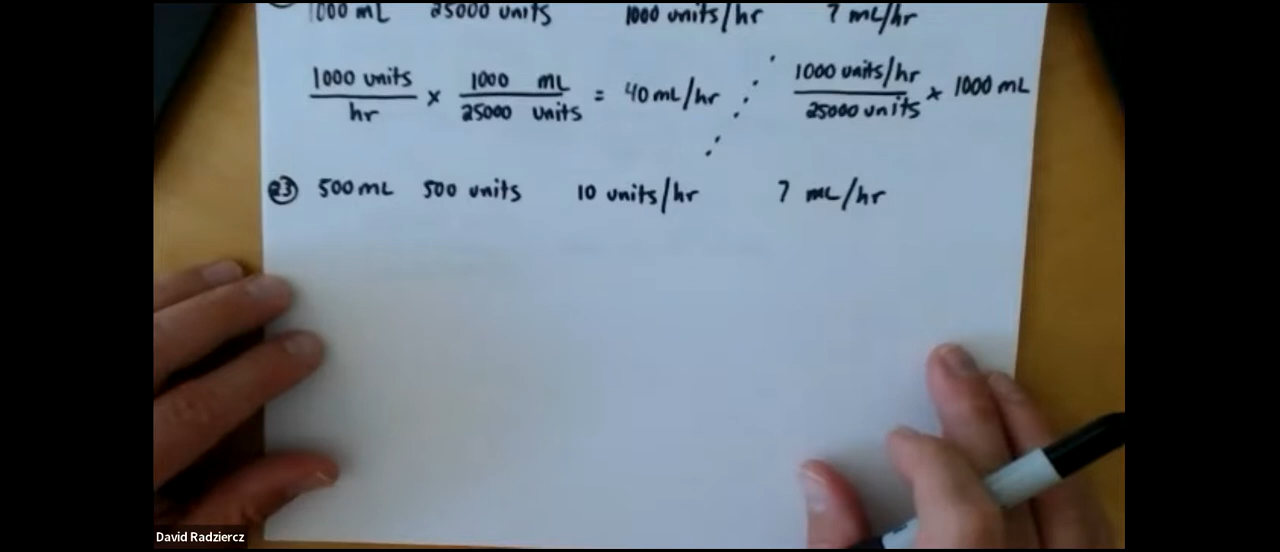 1000 mL 25000 units 1000 units/hr ? mL/hr
1000 units / hr × 1000 mL / 25000 units = 40 mL/hr ⋰ 1000 units/hr / 25000 units × 1000 mL
23 500 mL 500 units 10 units/hr ? mL/hr
David Radziercz